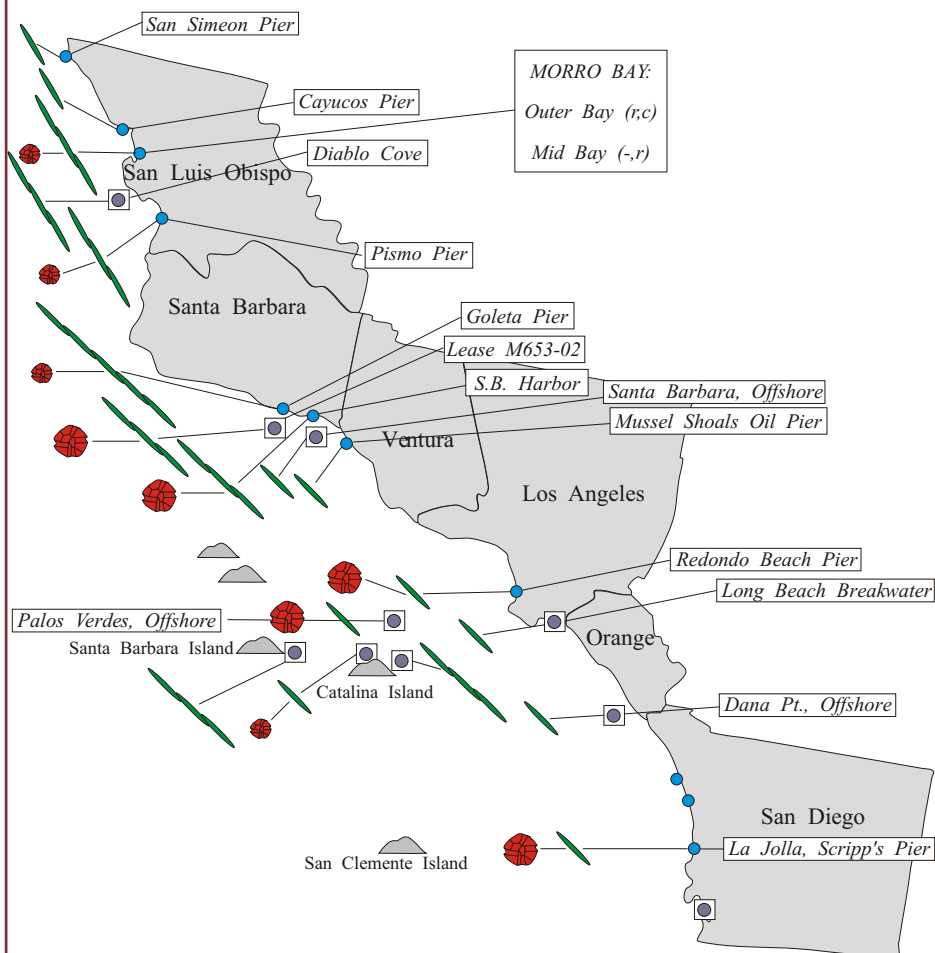 San Simeon Pier
MORRO BAY:
Outer Bay (r,c)
Mid Bay (-,r)
Cayucos Pier
Diablo Cove
San Luis Obispo
Pismo Pier
Santa Barbara
Goleta Pier
Lease M653-02
S.B. Harbor
Santa Barbara, Offshore
Mussel Shoals Oil Pier
Ventura
Los Angeles
Redondo Beach Pier
Long Beach Breakwater
Palos Verdes, Offshore
Orange
Santa Barbara Island
Catalina Island
Dana Pt., Offshore
San Diego
La Jolla, Scripp's Pier
San Clemente Island